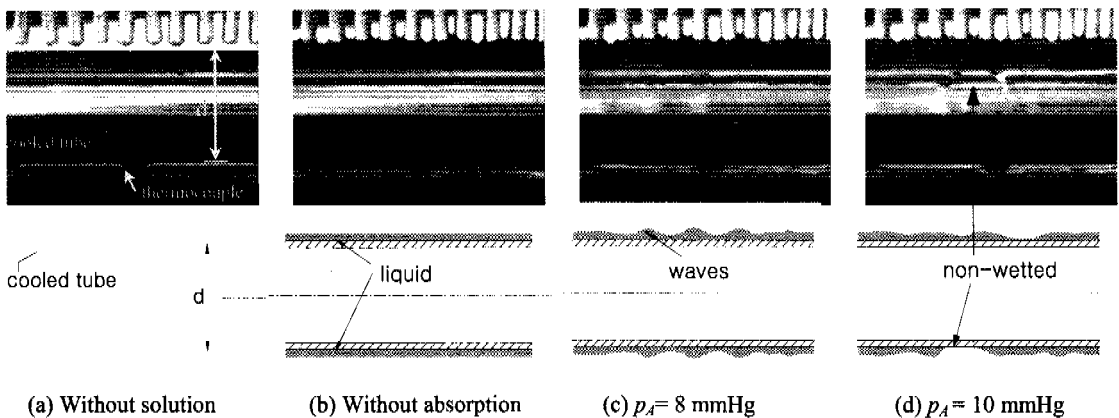 cooled tube
thermocouple
cooled tube
d
liquid
waves
non-wetted
(a) Without solution
(b) Without absorption
(c) pA= 8 mmHg
(d) pA = 10 mmHg